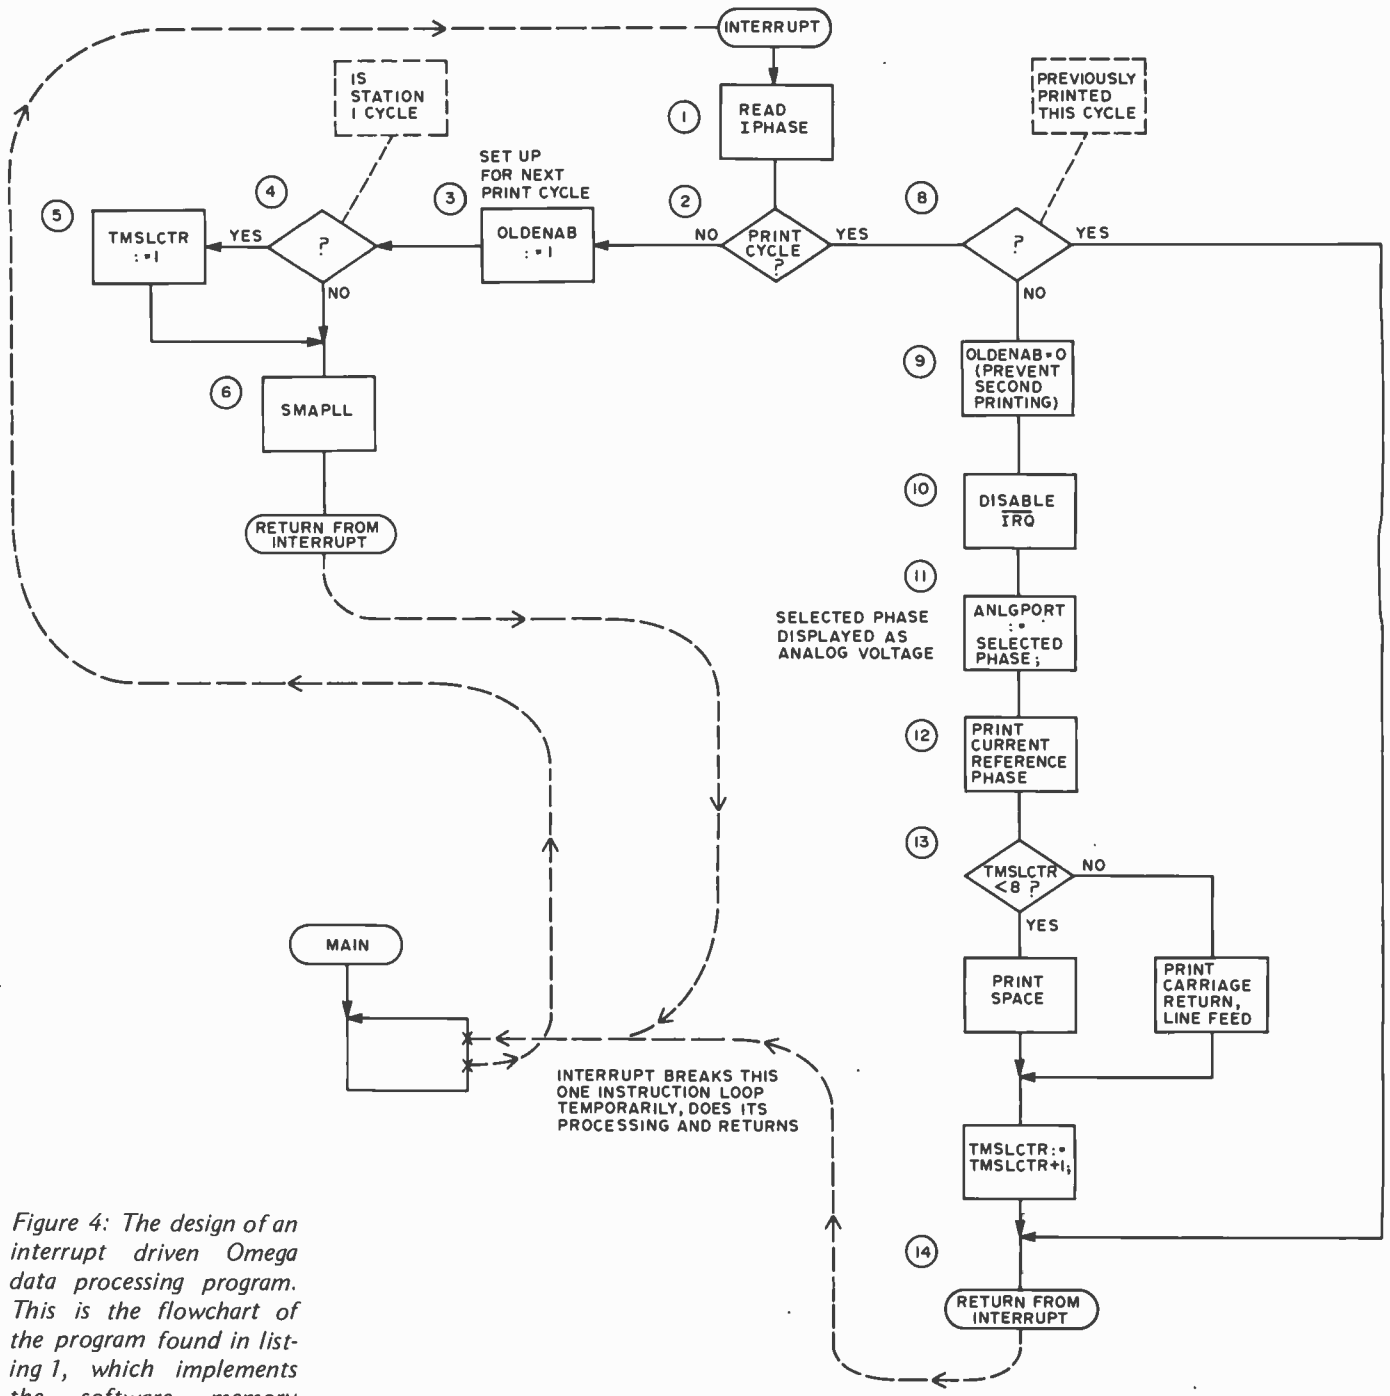 INTERRUPT
IS
STATION
1 CYCLE
PREVIOUSLY
PRINTED
THIS CYCLE
1
READ
IPHASE
SET UP
FOR NEXT
PRINT CYCLE
5
4
3
2
8
TMSLCTR
:=1
YES
?
NO
OLDENAB
:=1
NO
PRINT
CYCLE
?
YES
?
YES
NO
6
SMAPLL
9
OLDENAB=0
(PREVENT
SECOND
PRINTING)
RETURN FROM
INTERRUPT
10
DISABLE
IRQ
11
SELECTED PHASE
DISPLAYED AS
ANALOG VOLTAGE
ANLGPORT
:=
SELECTED
PHASE;
12
PRINT
CURRENT
REFERENCE
PHASE
13
TMSLCTR
<8 ?
NO
YES
MAIN
PRINT
SPACE
PRINT
CARRIAGE
RETURN,
LINE FEED
INTERRUPT BREAKS THIS
ONE INSTRUCTION LOOP
TEMPORARILY, DOES ITS
PROCESSING AND RETURNS
TMSLCTR:=
TMSLCTR+1;
14
RETURN FROM
INTERRUPT
Figure 4: The design of an
interrupt driven Omega
data processing program.
This is the flowchart of
the program found in list-
ing 1, which implements
the software memory